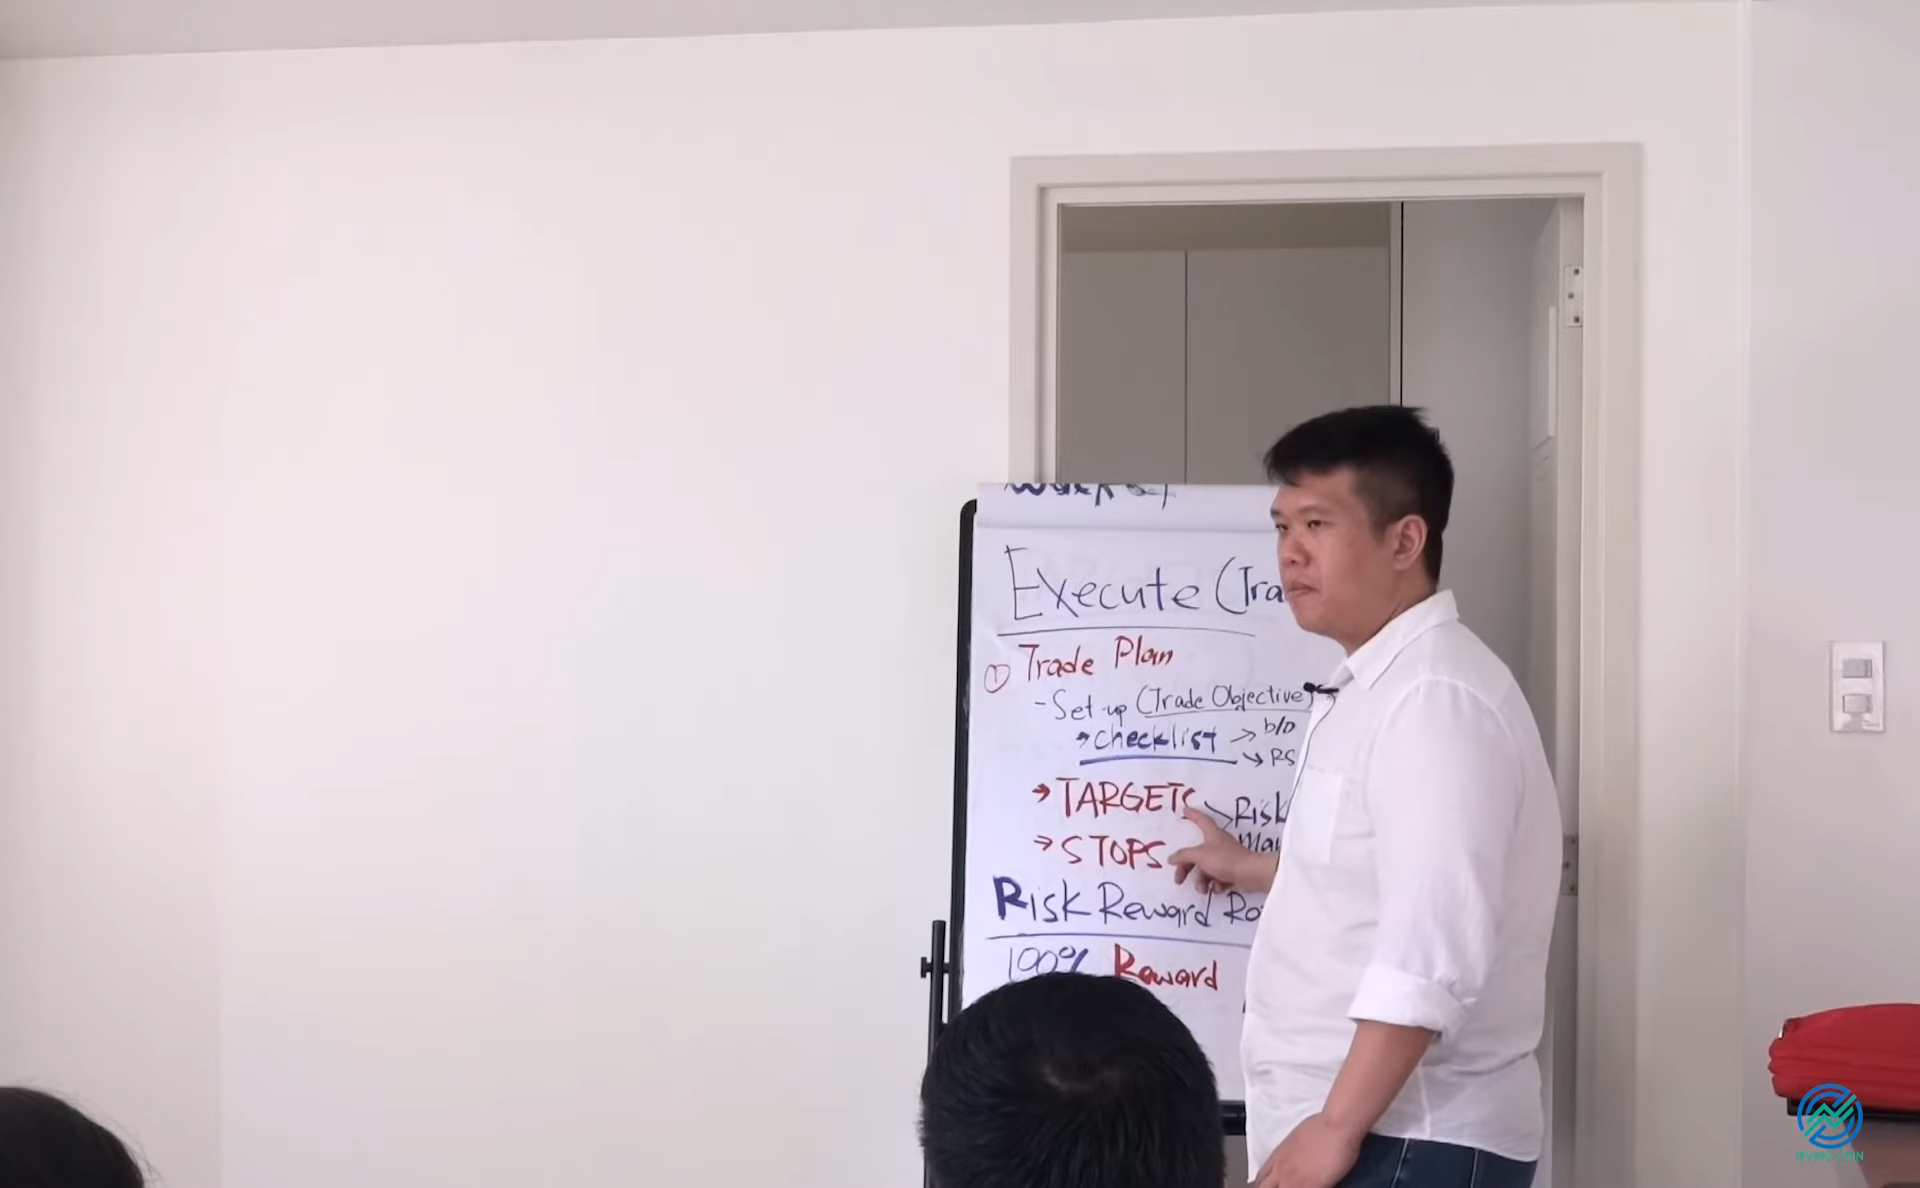 Execute (Tra
① Trade Plan
- Set-up (Trade Objective)
→ checklist → b/o
↘ RS
→ TARGETS Risk
→ STOPS Ma
Risk Reward Ra
100% Reward